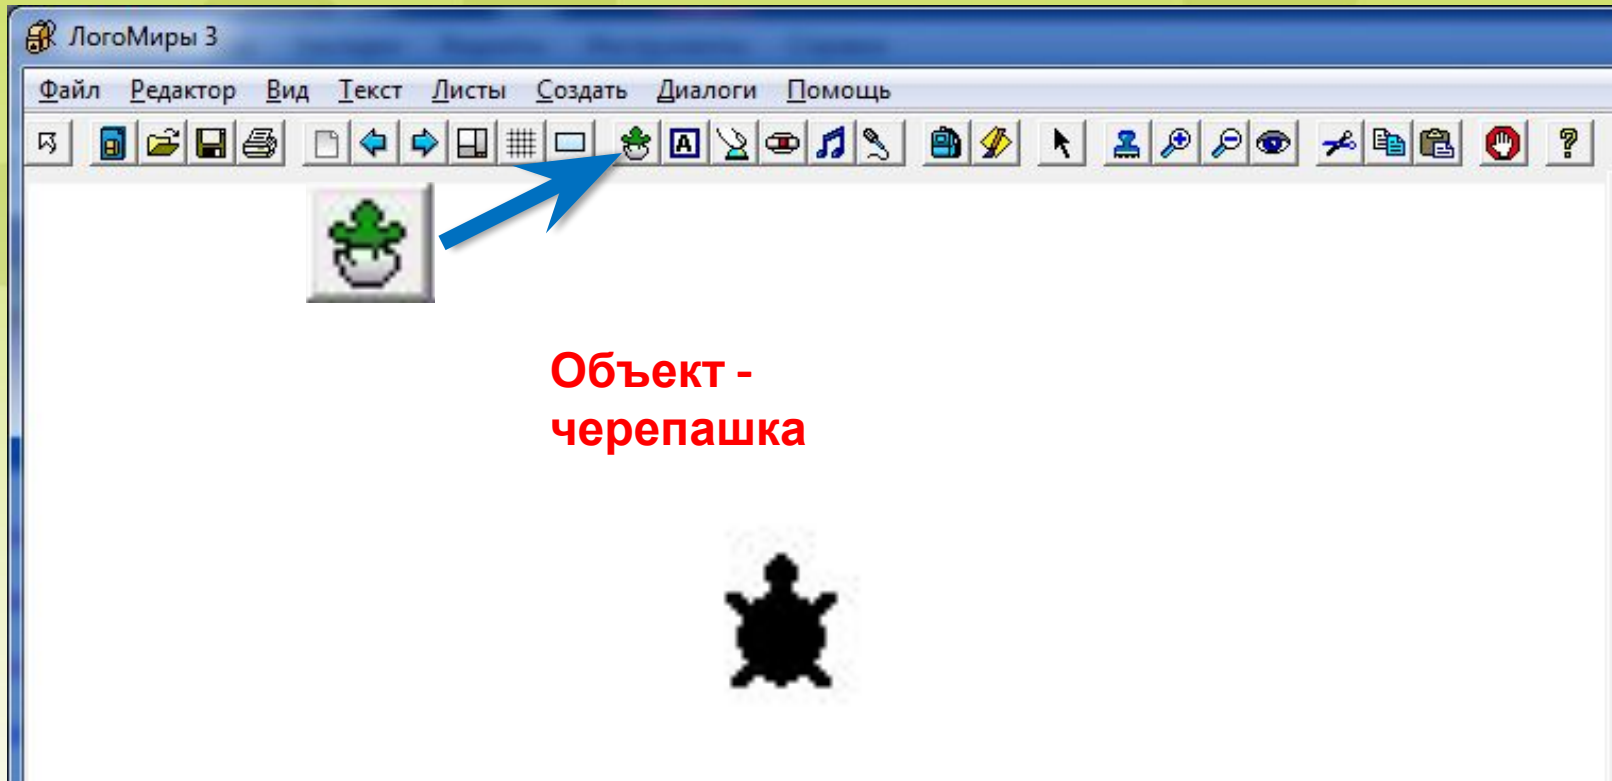 ЛогоМиры 3
Файл Редактор Вид Текст Листы Создать Диалоги Помощь
A
?
Объект -
черепашка